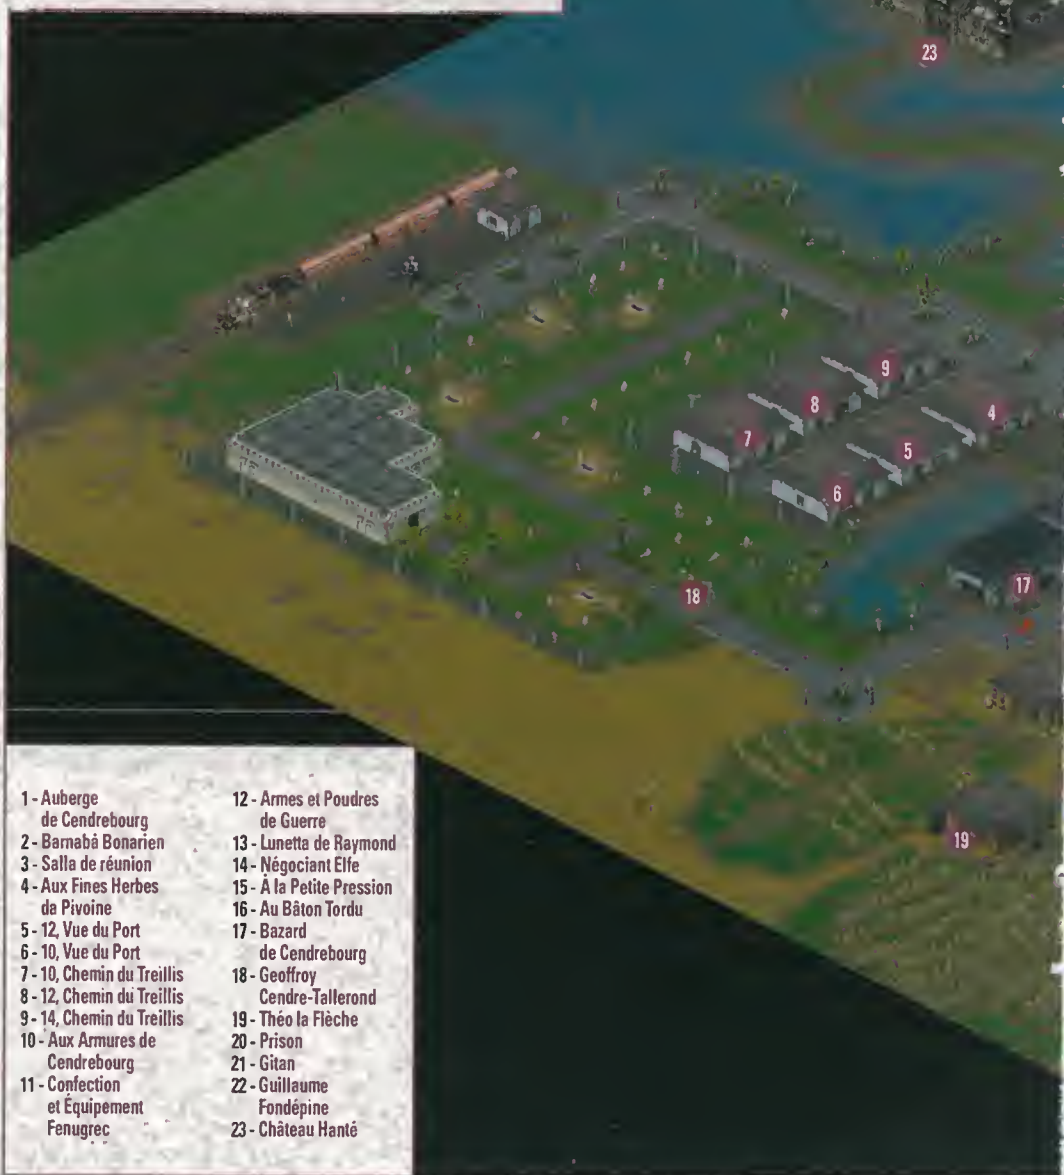 23
9
8
4
7
5
6
18
17
19
1 - Auberge
de Cendrebourg
2 - Barnabá Bonarien
3 - Salla de réunion
4 - Aux Fines Herbes
da Pivoine
5 - 12, Vue du Port
6 - 10, Vue du Port
7 - 10, Chemin du Treillis
8 - 12, Chemin du Treillis
9 - 14, Chemin du Treillis
10 - Aux Armures de
Cendrebourg
11 - Confection
et Équipement
Fenugrec
12 - Armes et Poudres
de Guerre
13 - Lunetta de Raymond
14 - Négociant Elfe
15 - À la Petite Pression
16 - Au Bâton Tordu
17 - Bazard
de Cendrebourg
18 - Geoffroy
Cendre-Tallerond
19 - Théo la Flèche
20 - Prison
21 - Gitan
22 - Guillaume
Fondépine
23 - Château Hanté